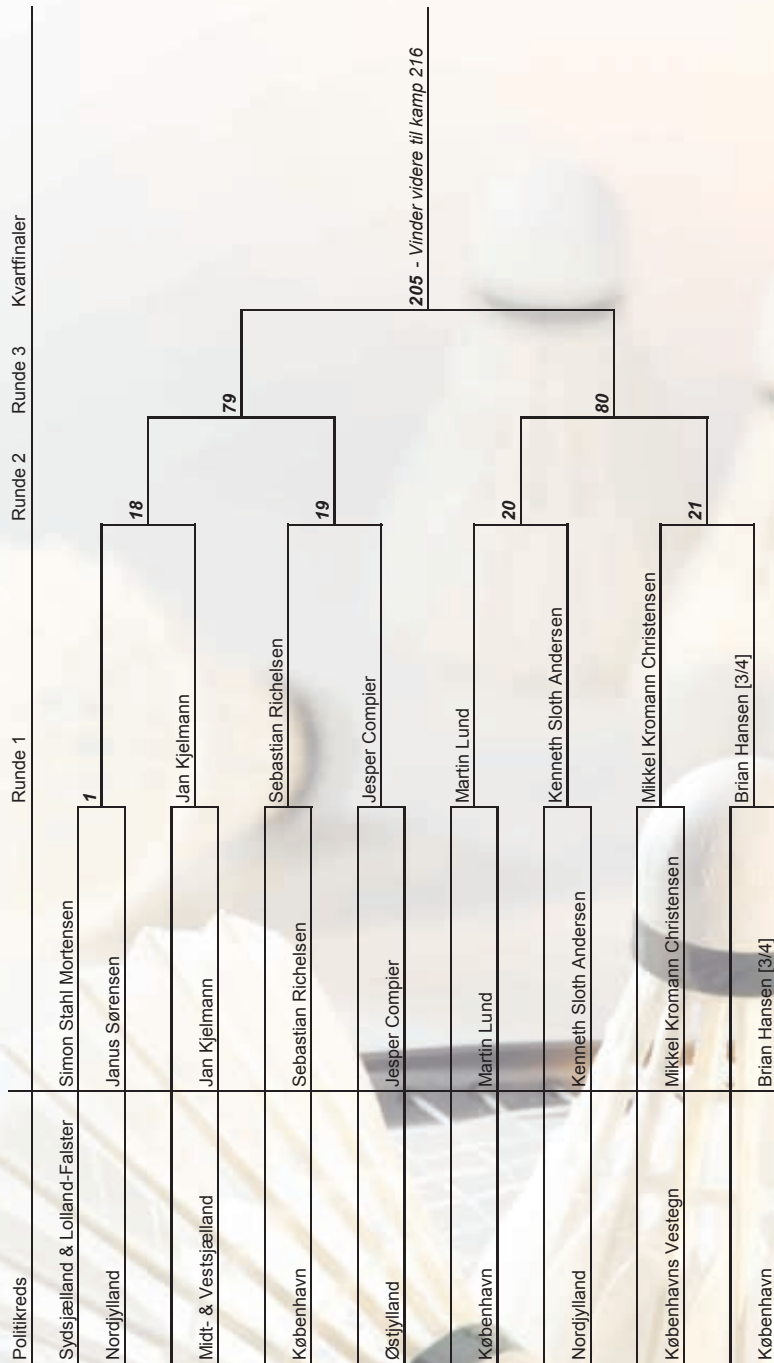 Politikreds Runde 1 Runde 2 Runde 3 Kvartfinaler
Sydsjælland & Lolland-Falster Simon Stahl Mortensen
1
Nordjylland Janus Sørensen
18
Midt- & Vestsjælland Jan Kjelmann Jan Kjelmann
79
København Sebastian Richelsen Sebastian Richelsen
19
Østjylland Jesper Compier Jesper Compier
205 - Vinder videre til kamp 216
København Martin Lund Martin Lund
20
Nordjylland Kenneth Sloth Andersen Kenneth Sloth Andersen
80
Københavns Vestegn Mikkel Kromann Christensen Mikkel Kromann Christensen
21
København Brian Hansen [3/4] Brian Hansen [3/4]